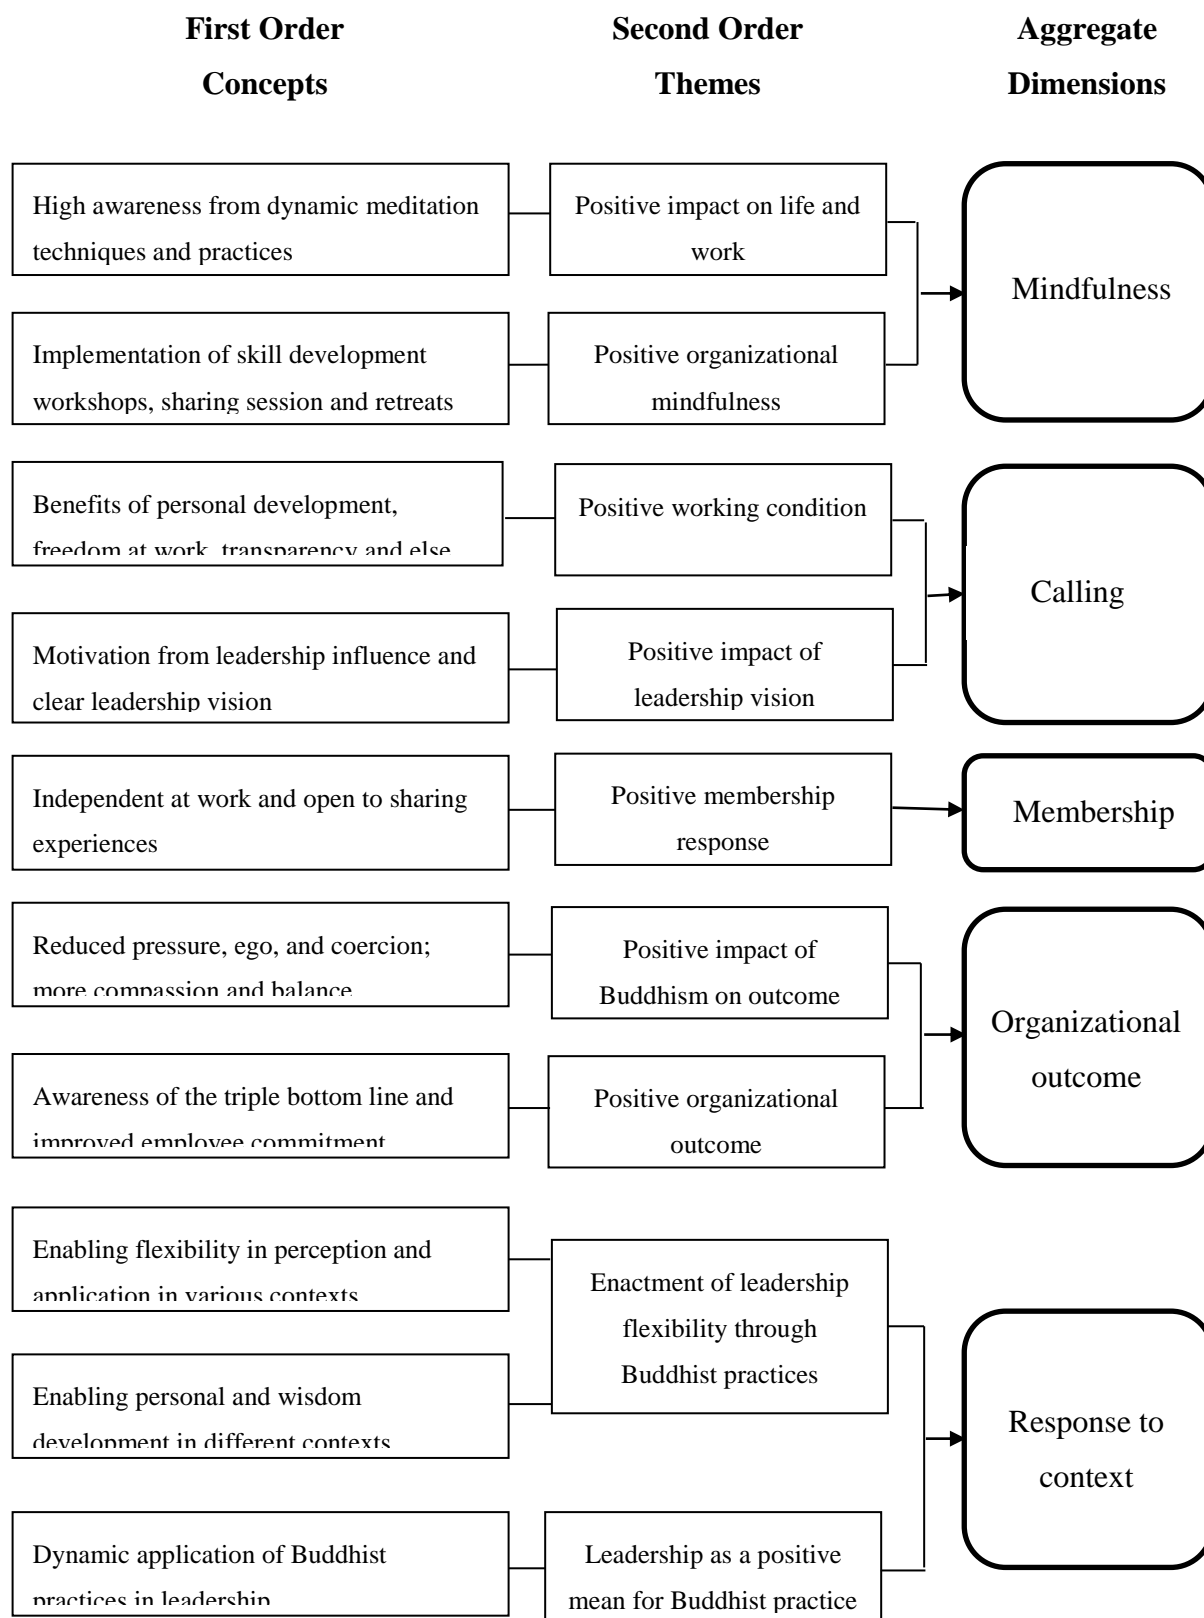 First Order
Concepts
Second Order
Themes
Aggregate
Dimensions
High awareness from dynamic meditation
techniques and practices
Positive impact on life and
work
Mindfulness
Implementation of skill development
workshops, sharing session and retreats
Positive organizational
mindfulness
Benefits of personal development,
freedom at work, transparency and else
Positive working condition
Calling
Motivation from leadership influence and
clear leadership vision
Positive impact of
leadership vision
Independent at work and open to sharing
experiences
Positive membership
response
Membership
Reduced pressure, ego, and coercion;
more compassion and balance
Positive impact of
Buddhism on outcome
Organizational
outcome
Awareness of the triple bottom line and
improved employee commitment
Positive organizational
outcome
Enabling flexibility in perception and
application in various contexts
Enactment of leadership
flexibility through
Buddhist practices
Enabling personal and wisdom
development in different contexts
Response to
context
Dynamic application of Buddhist
practices in leadership
Leadership as a positive
mean for Buddhist practice